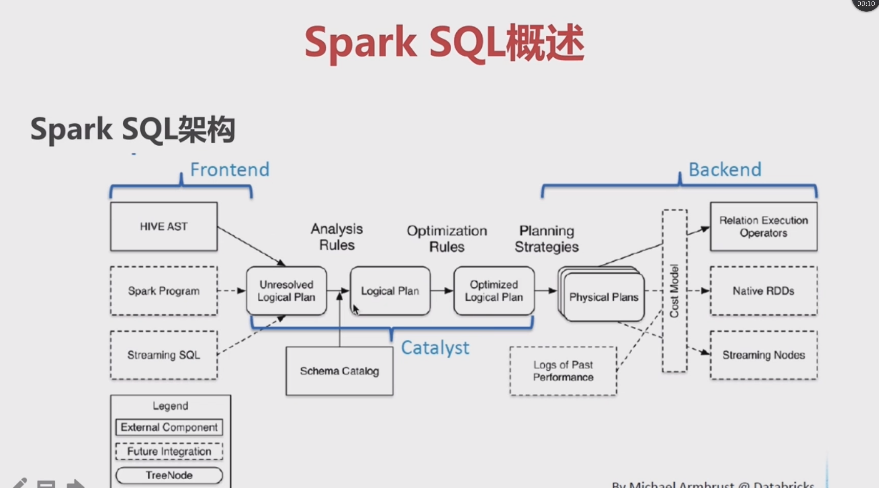 00:10
Spark SQL概述
Spark SQL架构
Frontend
Backend
HIVE AST
Analysis
Rules
Optimization
Rules
Planning
Strategies
Relation Execution
Operators
Spark Program
Unresolved
Logical Plan
Logical Plan
Optimized
Logical Plan
Physical Plans
Cost Model
Native RDDs
Streaming SQL
Catalyst
Schema Catalog
Logs of Past
Performance
Streaming Nodes
Legend
External Component
Future Integration
TreeNode
By Michael Armbrust @ Databricks